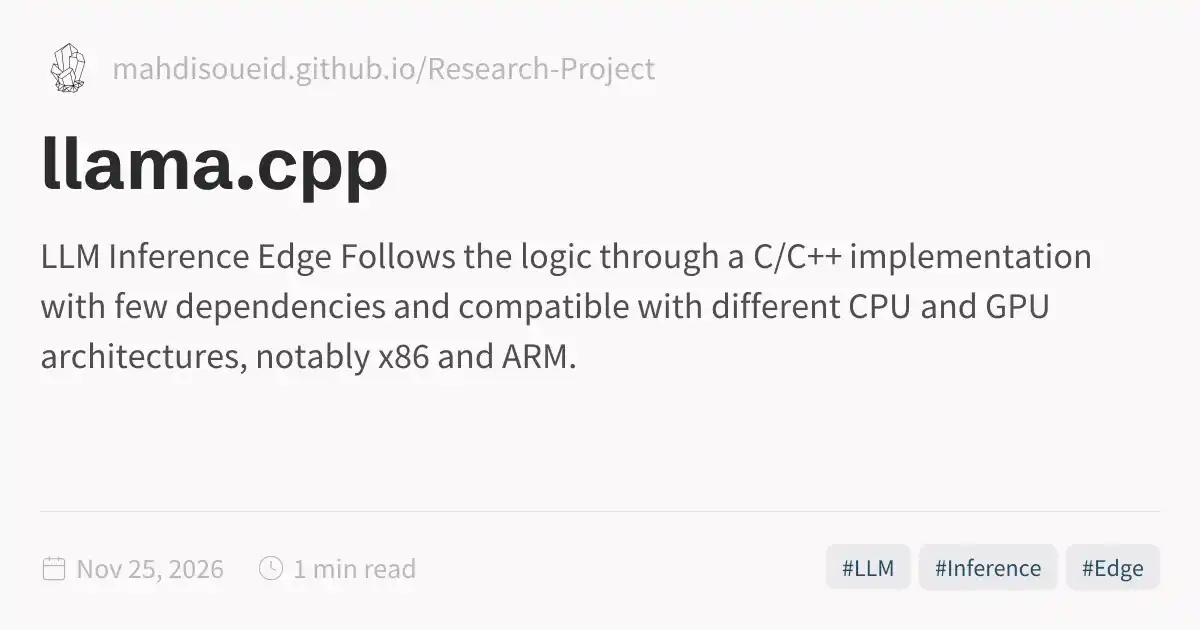 mahdisoueid.github.io/Research-Project
llama.cpp
LLM Inference Edge Follows the logic through a C/C++ implementation
with few dependencies and compatible with different CPU and GPU
architectures, notably x86 and ARM.
Nov 25, 2026
1 min read
#LLM
#Inference
#Edge